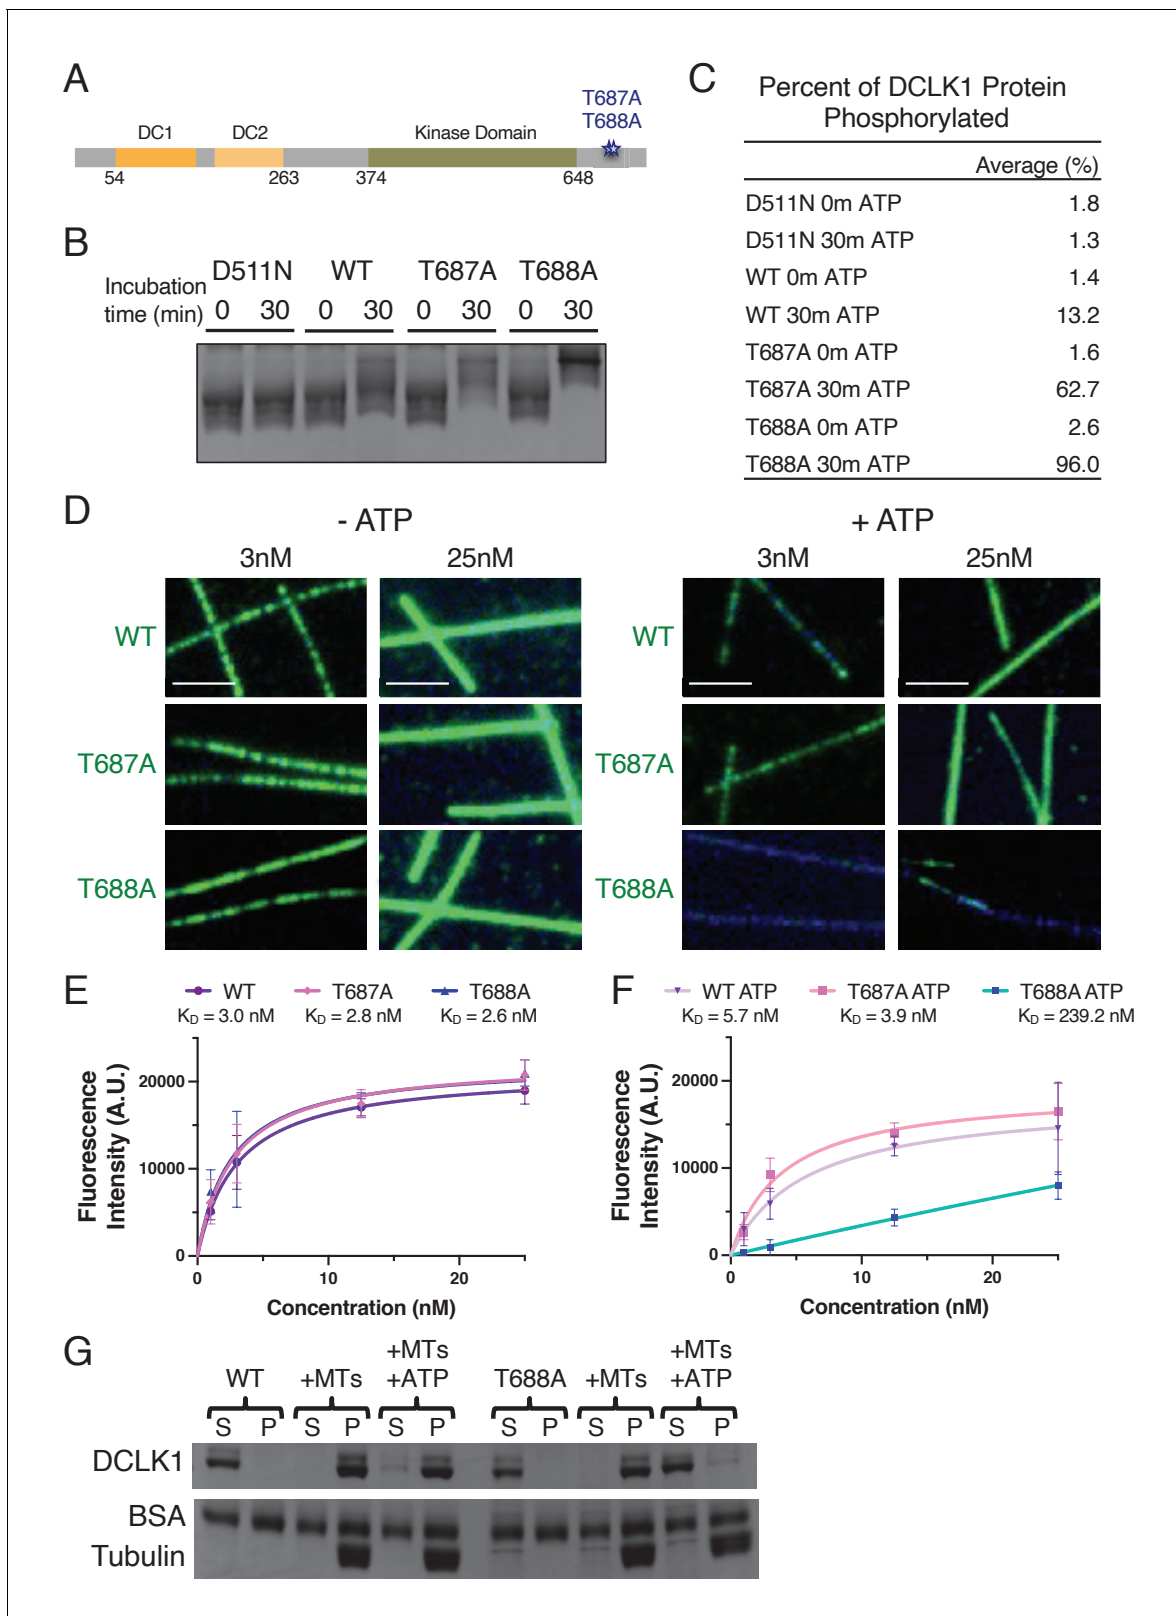 A
T687A
T688A
DC1 DC2 Kinase Domain
54 263 374 648
B
D511N WT T687A T688A
Incubation
time (min)
0 30 0 30 0 30 0 30
C
Percent of DCLK1 Protein
Phosphorylated
Average (%)
D511N 0m ATP 1.8
D511N 30m ATP 1.3
WT 0m ATP 1.4
WT 30m ATP 13.2
T687A 0m ATP 1.6
T687A 30m ATP 62.7
T688A 0m ATP 2.6
T688A 30m ATP 96.0
D
- ATP + ATP
3nM 25nM 3nM 25nM
WT WT
T687A T687A
T688A T688A
E
WT T687A T688A
KD = 3.0 nM KD = 2.8 nM KD = 2.6 nM
Fluorescence
Intensity (A.U.)
20000
10000
0
0 10 20
Concentration (nM)
F
WT ATP T687A ATP T688A ATP
KD = 5.7 nM KD = 3.9 nM KD = 239.2 nM
Fluorescence
Intensity (A.U.)
20000
10000
0
0 10 20
Concentration (nM)
G
+MTs +MTs
WT +MTs +ATP T688A +MTs +ATP
S P S P S P S P S P S P
DCLK1
BSA
Tubulin